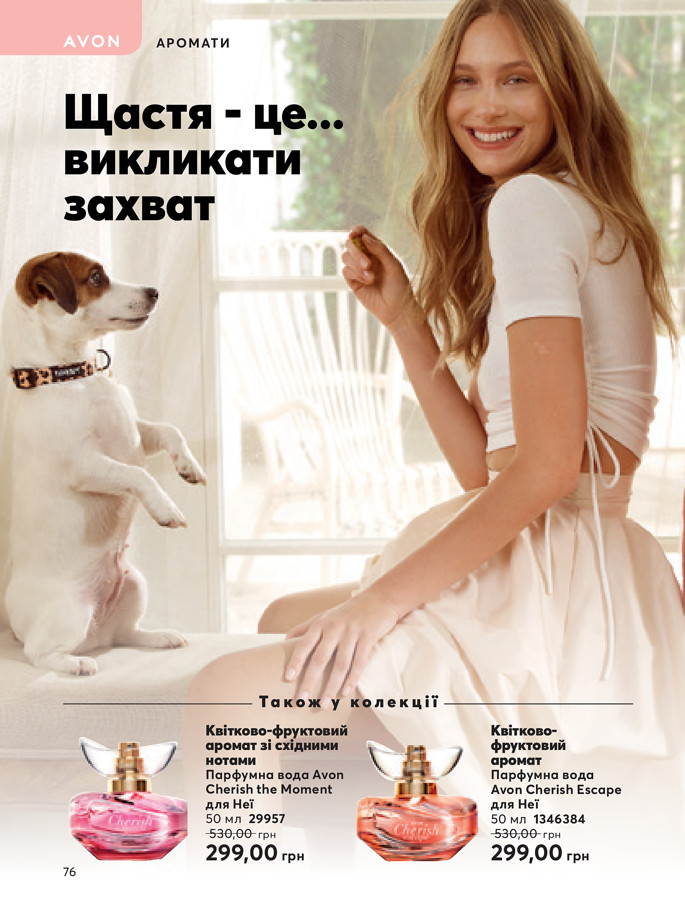 AVON
АРОМАТИ
Щастя - це...
викликати
захват
Також у колекції
Квітково-фруктовий
аромат зі східними
нотами
Парфумна вода Avon
Cherish the Moment
для Неї
50 мл 29957
530,00 грн
299,00 грн
Cherish
Квітково-
фруктовий
аромат
Парфумна вода
Avon Cherish Escape
для Неї
50 мл 1346384
530,00 грн
299,00 грн
Cherish
76